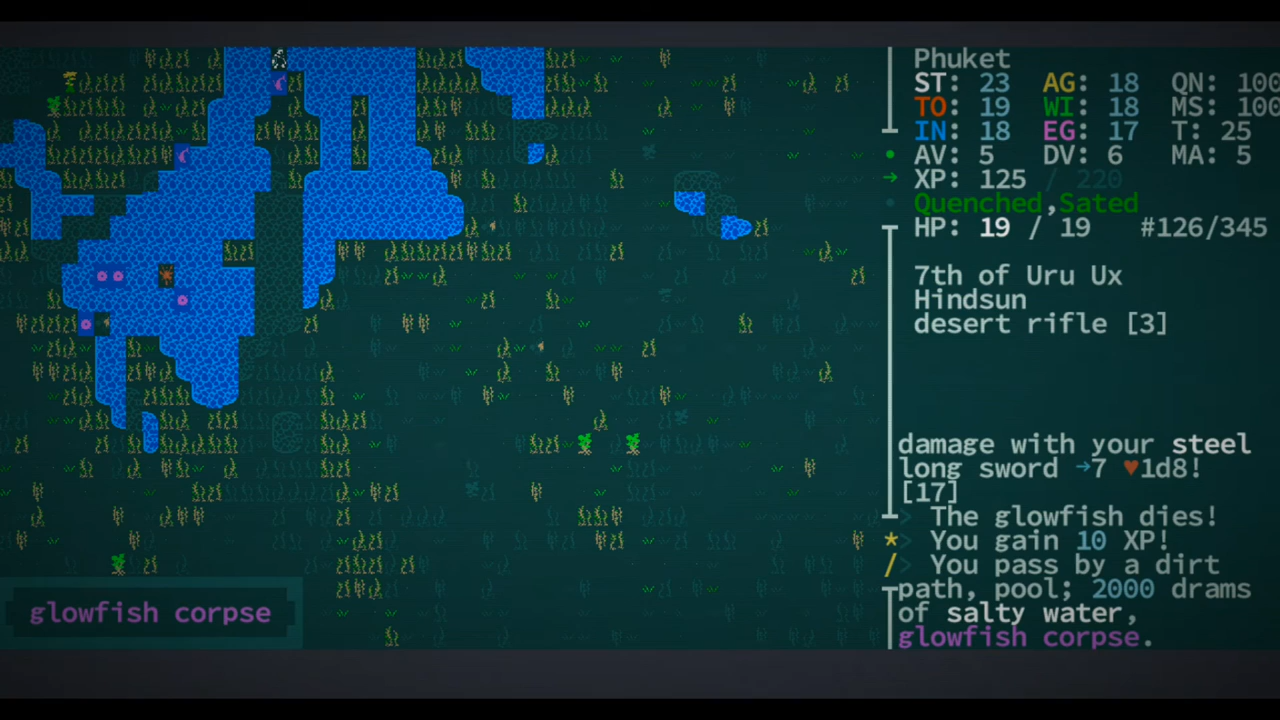 Phuket
ST: 23 AG: 18 QN: 100
TO: 19 WI: 18 MS: 100
IN: 18 EG: 17 T: 25
AV: 5 DV: 6 MA: 5
XP: 125 / 220
Quenched,Sated
HP: 19 / 19 #126/345
7th of Uru Ux
Hindsun
desert rifle [3]
damage with your steel
long sword →7 ♥1d8!
[17]
> The glowfish dies!
> You gain 10 XP!
> You pass by a dirt
path, pool; 2000 drams
of salty water,
glowfish corpse.
glowfish corpse